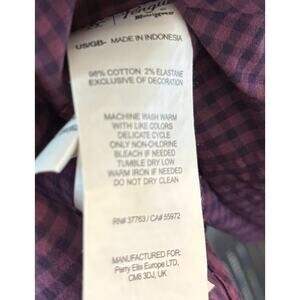 US/GB- MADE IN INDONESIA
98% COTTON 2% ELASTANE
EXCLUSIVE OF DECORATION
MACHINE WASH WARM
WITH LIKE COLORS
DELICATE CYCLE
ONLY NON-CHLORINE
BLEACH IF NEEDED
TUMBLE DRY LOW
WARM IRON IF NEEDED
DO NOT DRY CLEAN
RN# 37763 / CA# 55972
MANUFACTURED FOR:
Perry Ellis Europe LTD.
CM8 3DJ, UK